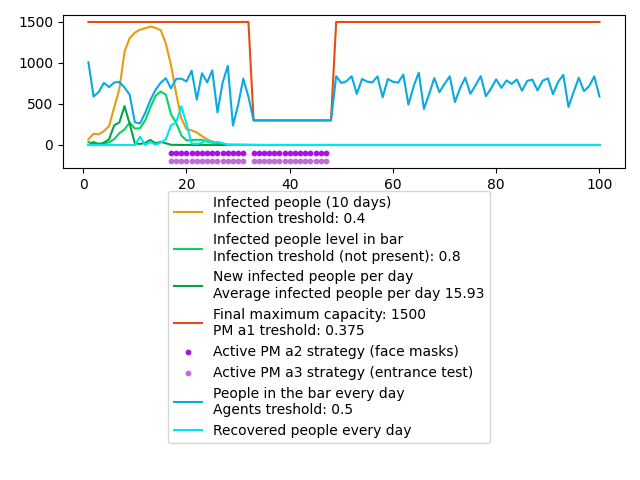 1500
1000
500
0
0
20
40
60
80
100
Infected people (10 days)
Infection treshold: 0.4
Infected people level in bar
Infection treshold (not present): 0.8
New infected people per day
Average infected people per day 15.93
Final maximum capacity: 1500
PM a1 treshold: 0.375
Active PM a2 strategy (face masks)
Active PM a3 strategy (entrance test)
People in the bar every day
Agents treshold: 0.5
Recovered people every day